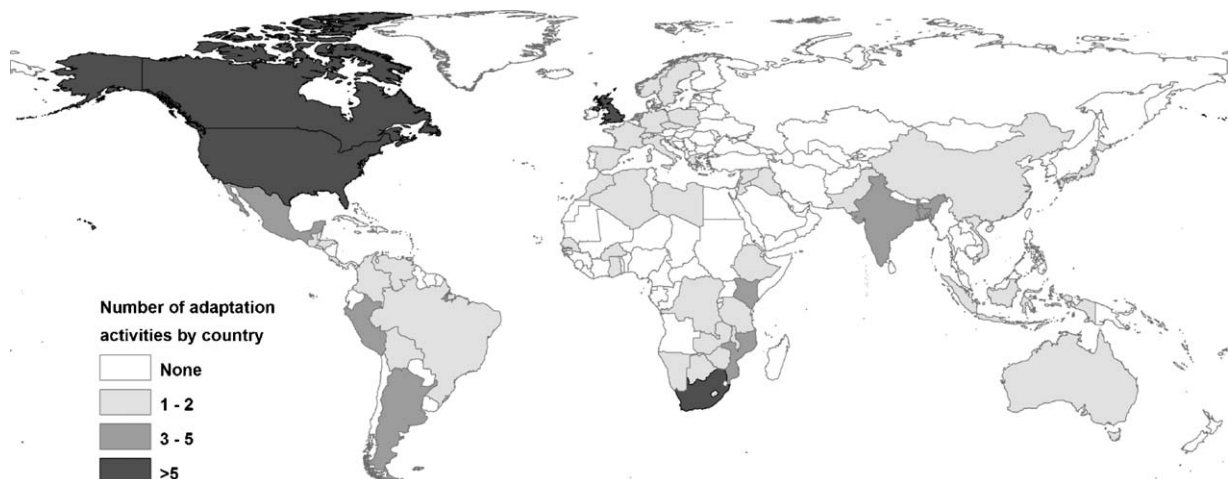 Number of adaptation
activities by country
None
1 - 2
3 - 5
>5